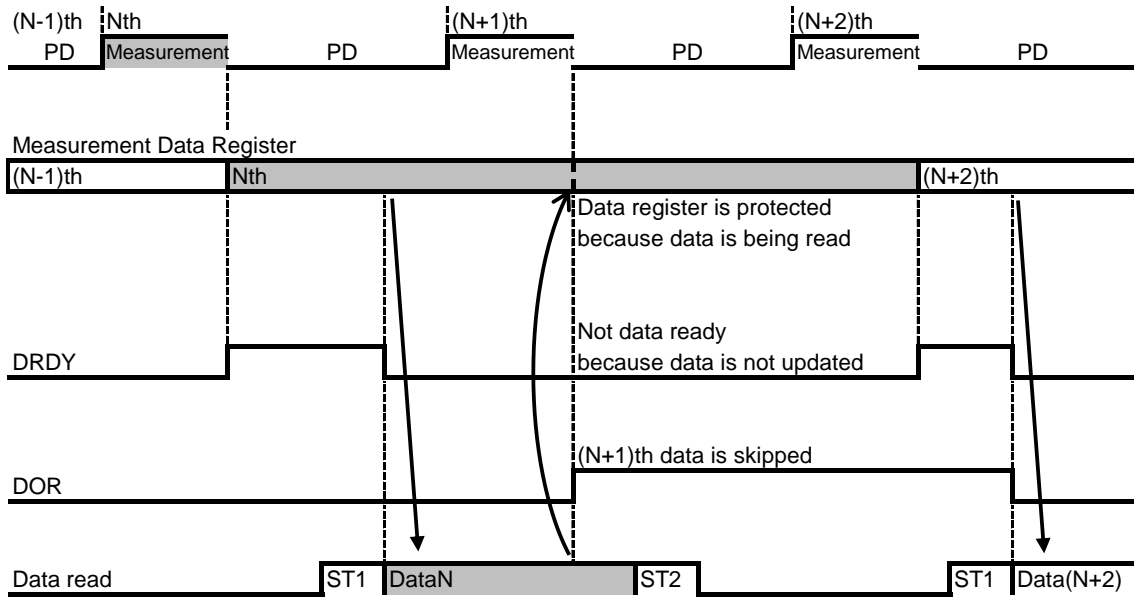 (N-1)th Nth (N+1)th (N+2)th
PD Measurement PD Measurement PD Measurement PD
Measurement Data Register
(N-1)th Nth (N+2)th
Data register is protected
because data is being read
Not data ready
DRDY because data is not updated
(N+1)th data is skipped
DOR
Data read ST1 DataN ST2 ST1 Data(N+2)